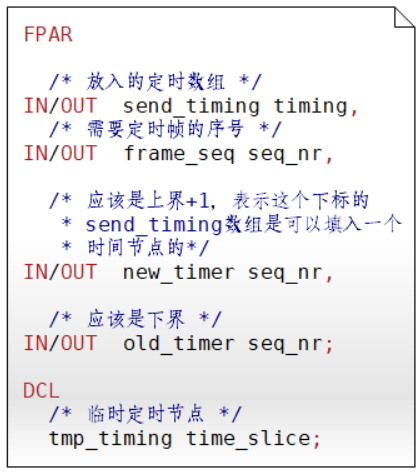 FPAR
/* 放入的定时数组 */
IN/OUT send_timing timing,
/* 需要定时帧的序号 */
IN/OUT frame_seq seq_nr,
/* 应该是上界+1, 表示这个下标的
* send_timing数组是可以填入一个
* 时间节点的*/
IN/OUT new_timer seq_nr,
/* 应该是下界 */
IN/OUT old_timer seq_nr;
DCL
/* 临时定时节点 */
tmp_timing time_slice;